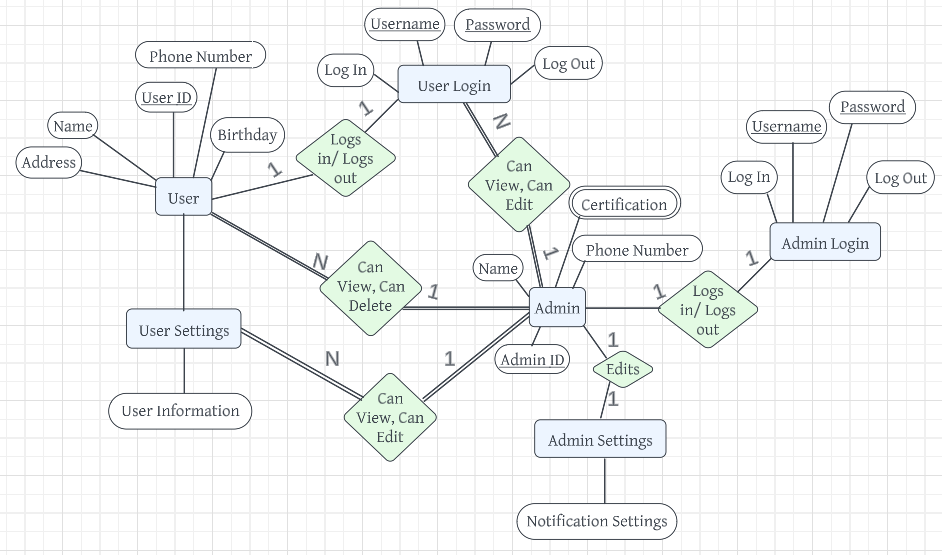 Username
Password
Phone Number
Log In
User Login
Log Out
User ID
1
N
Password
Name
Birthday
Logs
in/ Logs
out
Username
Address
1
Can
View, Can
Edit
Log In
Log Out
User
Certification
Admin Login
Phone Number
1
1
N
Can
View, Can
Delete
Name
1
1
Logs
in/ Logs
out
Admin
User Settings
1
N
1
Admin ID
Edits
User Information
Can
View, Can
Edit
1
Admin Settings
Notification Settings